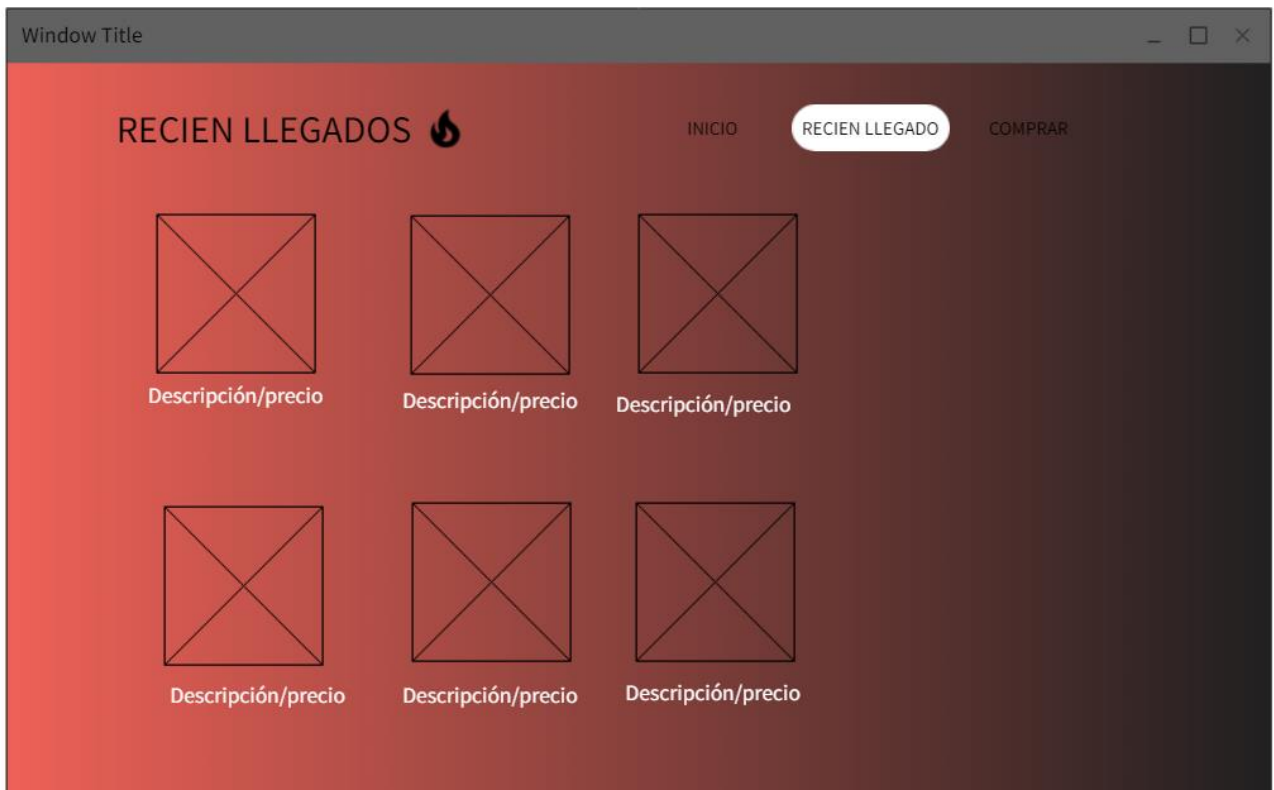 Window Title
RECIEN LLEGADOS
INICIO
RECIEN LLEGADO
COMPRAR
Descripción/precio
Descripción/precio
Descripción/precio
Descripción/precio
Descripción/precio
Descripción/precio